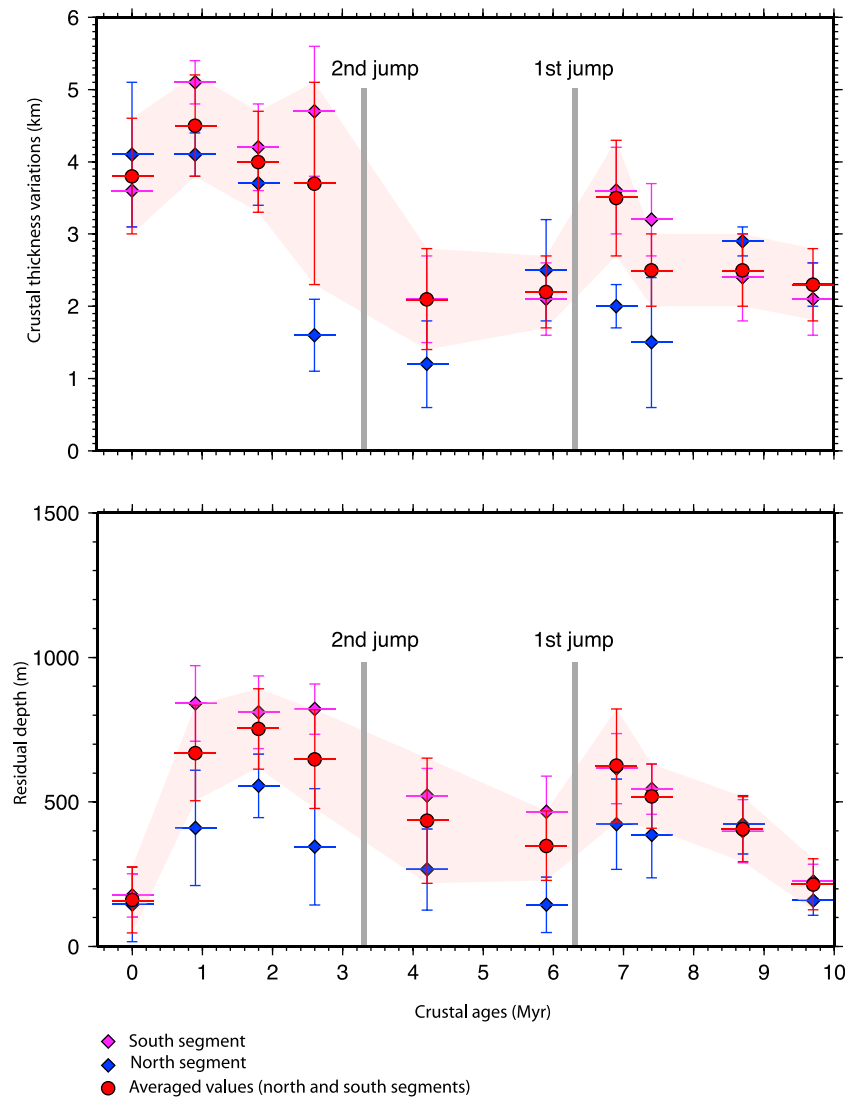 6
5
4
3
2
1
0
Crustal thickness variations (km)
2nd jump
1st jump
1500
1000
500
0
Residual depth (m)
2nd jump
1st jump
0 1 2 3 4 5 6 7 8 9 10
Crustal ages (Myr)
South segment
North segment
Averaged values (north and south segments)